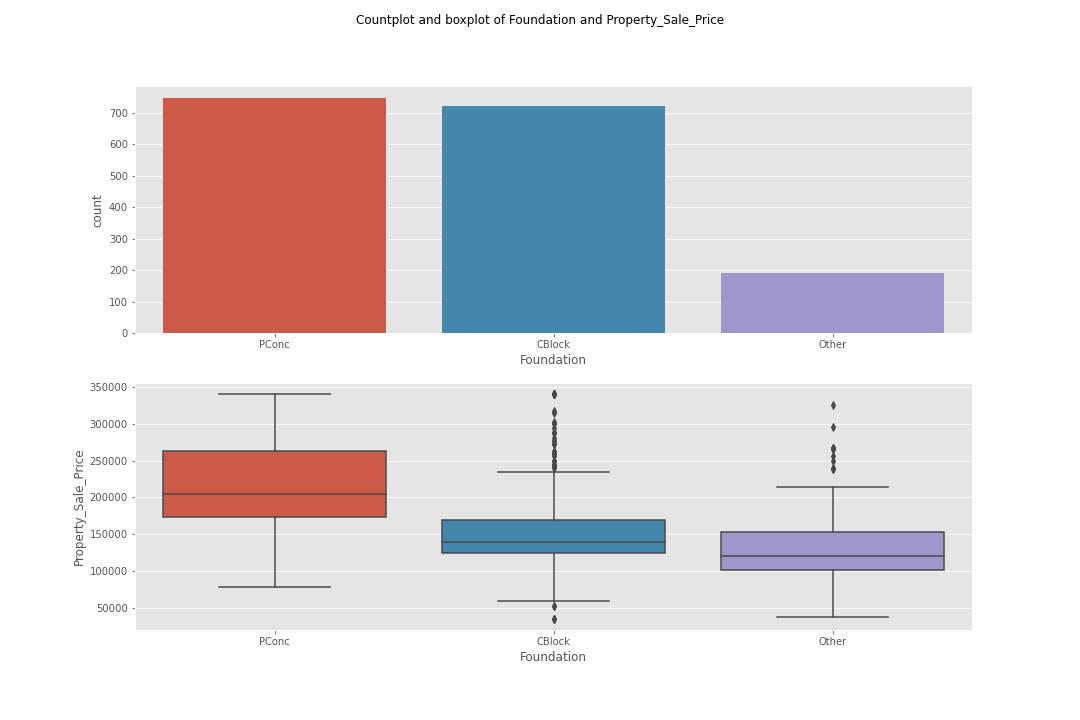 Countplot and boxplot of Foundation and Property_Sale_Price
700
600
500
400
300
200
100
0
count
PConc CBlock Other
Foundation
350000
300000
250000
200000
150000
100000
50000
Property_Sale_Price
PConc CBlock Other
Foundation